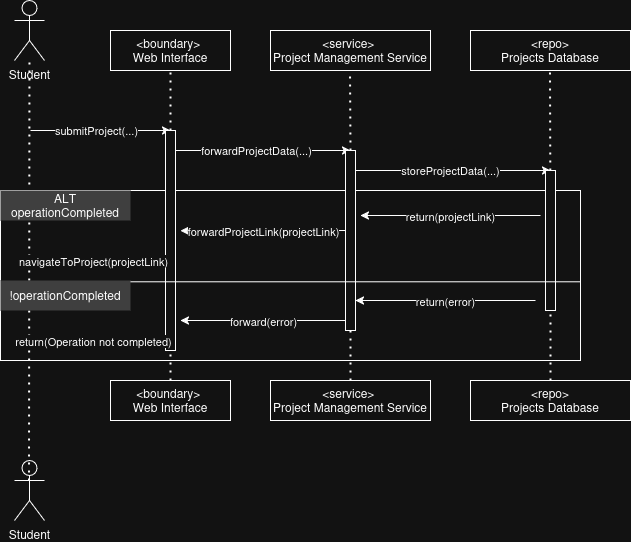 Student
<boundary>
Web Interface
<service>
Project Management Service
<repo>
Projects Database
submitProject(...)
forwardProjectData(...)
storeProjectData(...)
ALT
operationCompleted
return(projectLink)
forwardProjectLink(projectLink)
navigateToProject(projectLink)
!operationCompleted
return(error)
forward(error)
return(Operation not completed)
<boundary>
Web Interface
<service>
Project Management Service
<repo>
Projects Database
Student